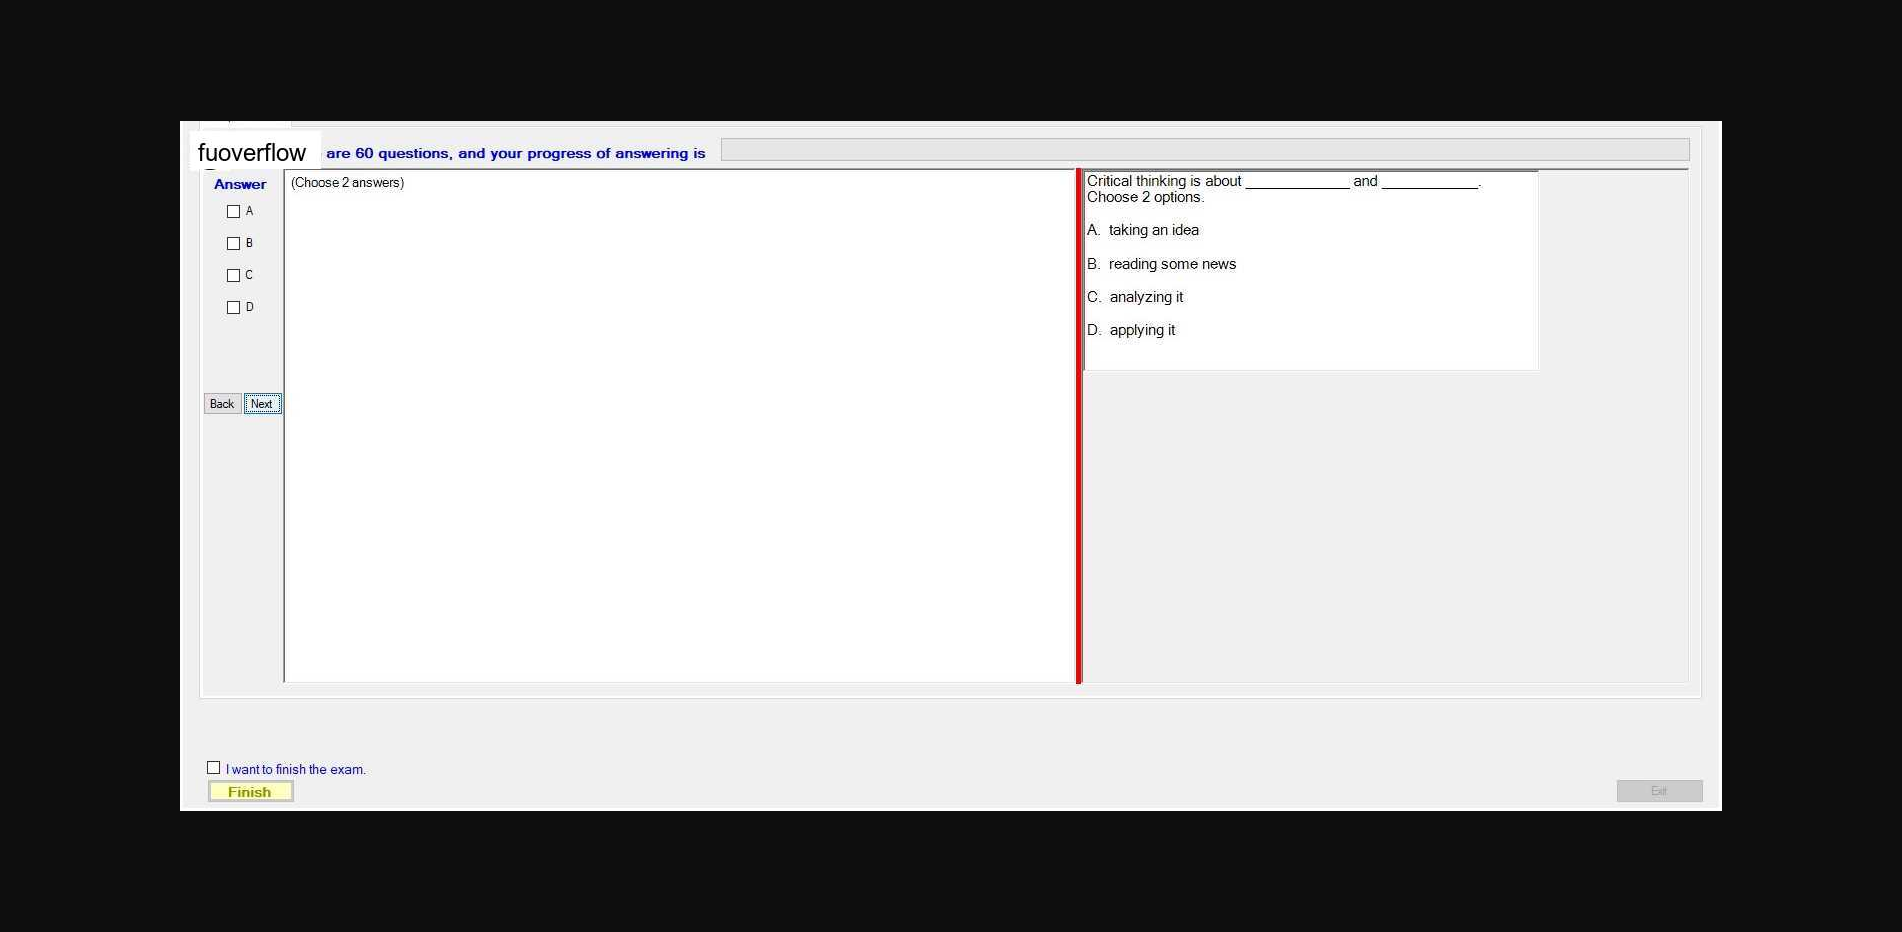 fuoverflow are 60 questions, and your progress of answering is
Answer
A
B
C
D
Back Next
(Choose 2 answers)
Critical thinking is about _____________ and ____________.
Choose 2 options.
A. taking an idea
B. reading some news
C. analyzing it
D. applying it
I want to finish the exam.
Finish
Exit